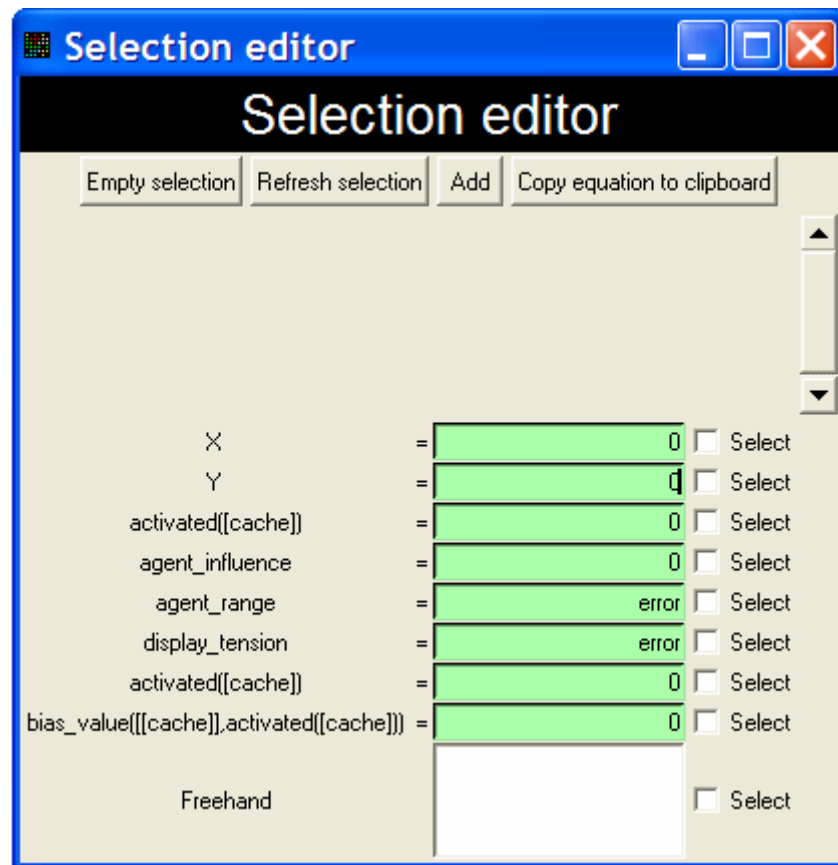 Selection editor
Selection editor
Empty selection Refresh selection Add Copy equation to clipboard
X = 0 Select
Y = 0 Select
activated([cache]) = 0 Select
agent_influence = 0 Select
agent_range = error Select
display_tension = error Select
activated([cache]) = 0 Select
bias_value([[cache]],activated([cache])) = 0 Select
Freehand Select